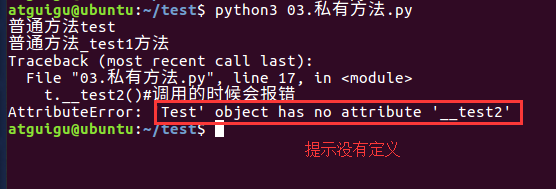 atguigu@ubuntu:~/test$ python3 03.私有方法.py
普通方法test
普通方法_test1方法
Traceback (most recent call last):
  File "03.私有方法.py", line 17, in <module>
    t.__test2()#调用的时候会报错
AttributeError: Test' object has no attribute '__test2'
atguigu@ubuntu:~/test$
提示没有定义